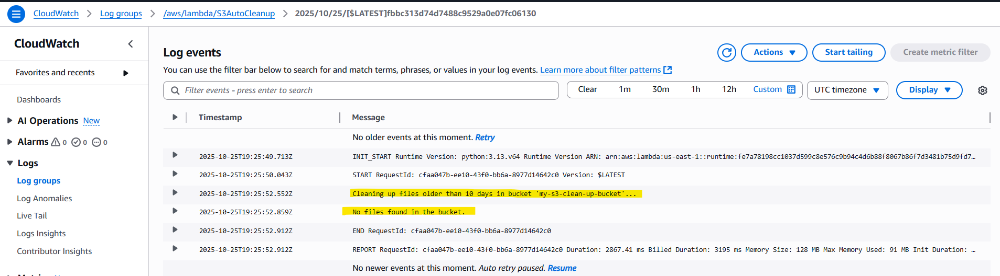 CloudWatch > Log groups > /aws/lambda/S3AutoCleanup > 2025/10/25/[$LATEST]fbbc313d74d7488c9529a0e07fc06130
CloudWatch
Favorites and recents
Dashboards
AI Operations New
Alarms 0 0 0
Logs
Log groups
Log Anomalies
Live Tail
Logs Insights
Contributor Insights
Log events
Actions
Start tailing
Create metric filter
You can use the filter bar below to search for and match terms, phrases, or values in your log events. Learn more about filter patterns
Filter events - press enter to search
Clear 1m 30m 1h 12h Custom
UTC timezone
Display
Timestamp Message
No older events at this moment. Retry
2025-10-25T19:25:49.713Z INIT_START Runtime Version: python:3.13.v64 Runtime Version ARN: arn:aws:lambda:us-east-1::runtime:fe7a78198cc1037d599c8e576c9b94c4d6b88f8067b86f7d3481b75d9fd7…
2025-10-25T19:25:50.043Z START RequestId: cfaa047b-ee10-43f0-bb6a-8977d14642c0 Version: $LATEST
2025-10-25T19:25:52.552Z Cleaning up files older than 10 days in bucket 'my-s3-clean-up-bucket'...
2025-10-25T19:25:52.859Z No files found in the bucket.
2025-10-25T19:25:52.912Z END RequestId: cfaa047b-ee10-43f0-bb6a-8977d14642c0
2025-10-25T19:25:52.912Z REPORT RequestId: cfaa047b-ee10-43f0-bb6a-8977d14642c0 Duration: 2867.41 ms Billed Duration: 3195 ms Memory Size: 128 MB Max Memory Used: 91 MB Init Duration: …
No newer events at this moment. Auto retry paused. Resume